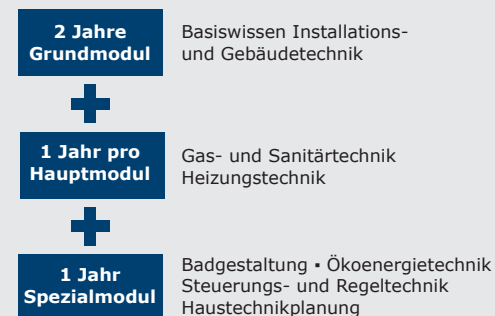 2 Jahre
Grundmodul
Basiswissen Installations-
und Gebäudetechnik
1 Jahr pro
Hauptmodul
Gas- und Sanitärtechnik
Heizungstechnik
1 Jahr
Spezialmodul
Badgestaltung ▪ Ökoenergietechnik
Steuerungs- und Regeltechnik
Haustechnikplanung